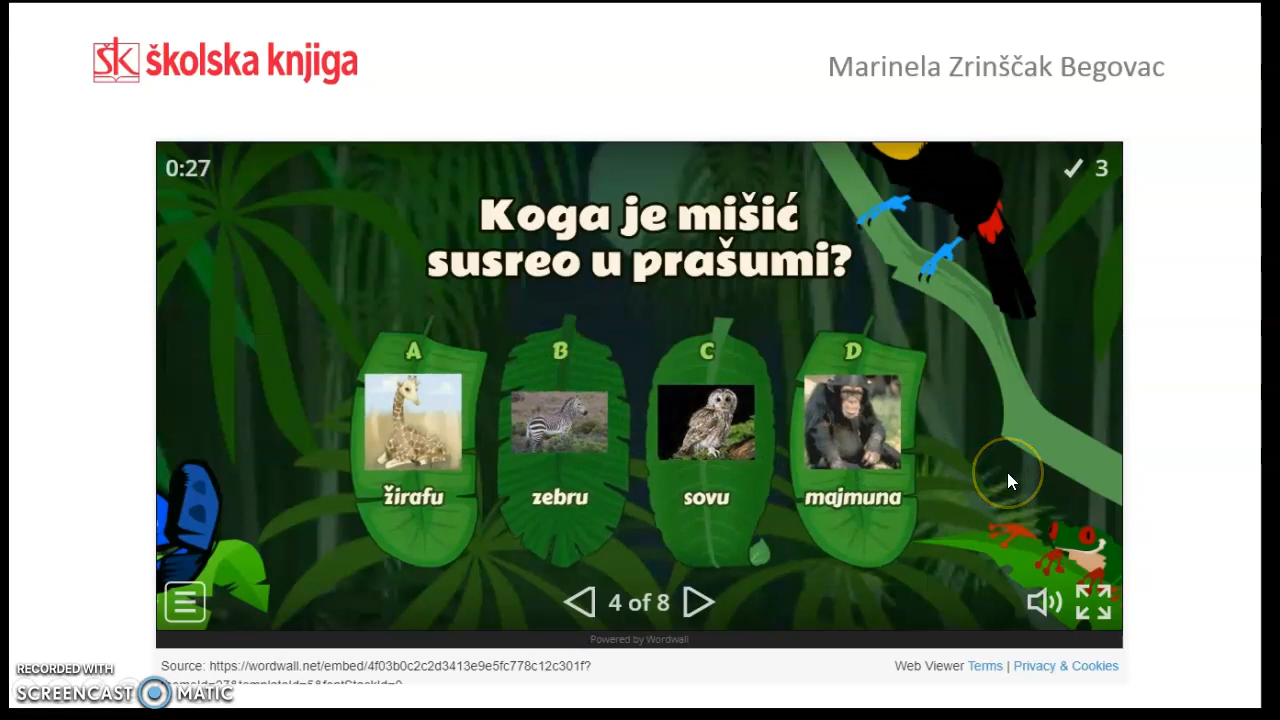 ŠK školska knjiga
Marinela Zrinščak Begovac
0:27
3
Koga je mišić
susreo u prašumi?
A
B
C
D
žirafu
zebru
sovu
majmuna
4 of 8
Powered by Wordwall
Source: https://wordwall.net/embed/4f03b0c2c2d3413e9e5fc778c12c301f?
Web Viewer Terms | Privacy & Cookies
RECORDED WITH
SCREENCAST MATIC